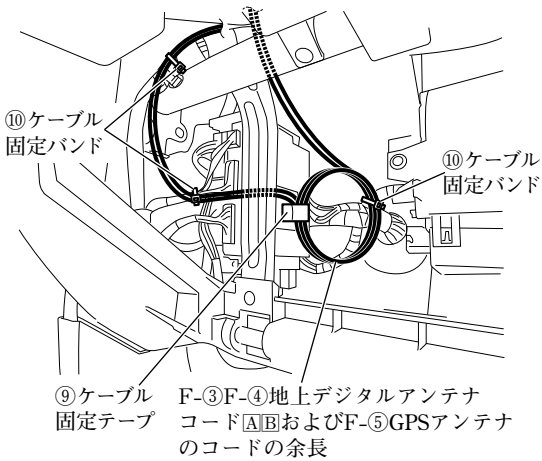 ⑩ケーブル
固定バンド
⑩ケーブル
固定バンド
⑨ケーブル
固定テープ
F-③F-④地上デジタルアンテナ
コード🄰🄱およびF-⑤GPSアンテナ
のコードの余長